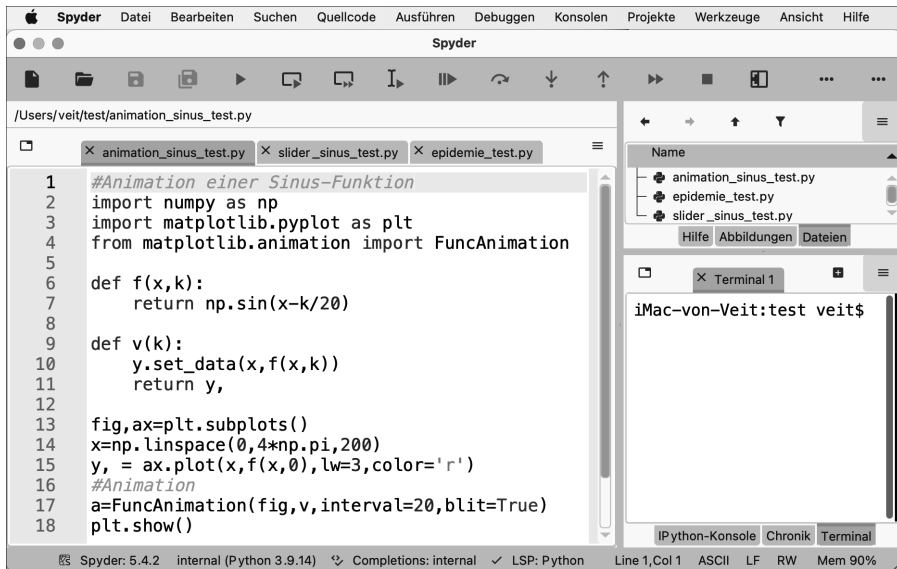 Spyder Datei Bearbeiten Suchen Quellcode Ausführen Debuggen Konsolen Projekte Werkzeuge Ansicht Hilfe
Spyder
/Users/veit/test/animation_sinus_test.py
animation_sinus_test.py slider_sinus_test.py epidemie_test.py
1 #Animation einer Sinus-Funktion
2 import numpy as np
3 import matplotlib.pyplot as plt
4 from matplotlib.animation import FuncAnimation
5
6 def f(x,k):
7     return np.sin(x-k/20)
8
9 def v(k):
10     y.set_data(x,f(x,k))
11     return y,
12
13 fig,ax=plt.subplots()
14 x=np.linspace(0,4*np.pi,200)
15 y, = ax.plot(x,f(x,0),lw=3,color='r')
16 #Animation
17 a=FuncAnimation(fig,v,interval=20,blit=True)
18 plt.show()
Name
animation_sinus_test.py
epidemie_test.py
slider_sinus_test.py
Hilfe Abbildungen Dateien
Terminal 1
iMac-von-Veit:test veit$
IPython-Konsole Chronik Terminal
Spyder: 5.4.2 internal (Python 3.9.14) Completions: internal ✓ LSP: Python Line 1,Col 1 ASCII LF RW Mem 90%